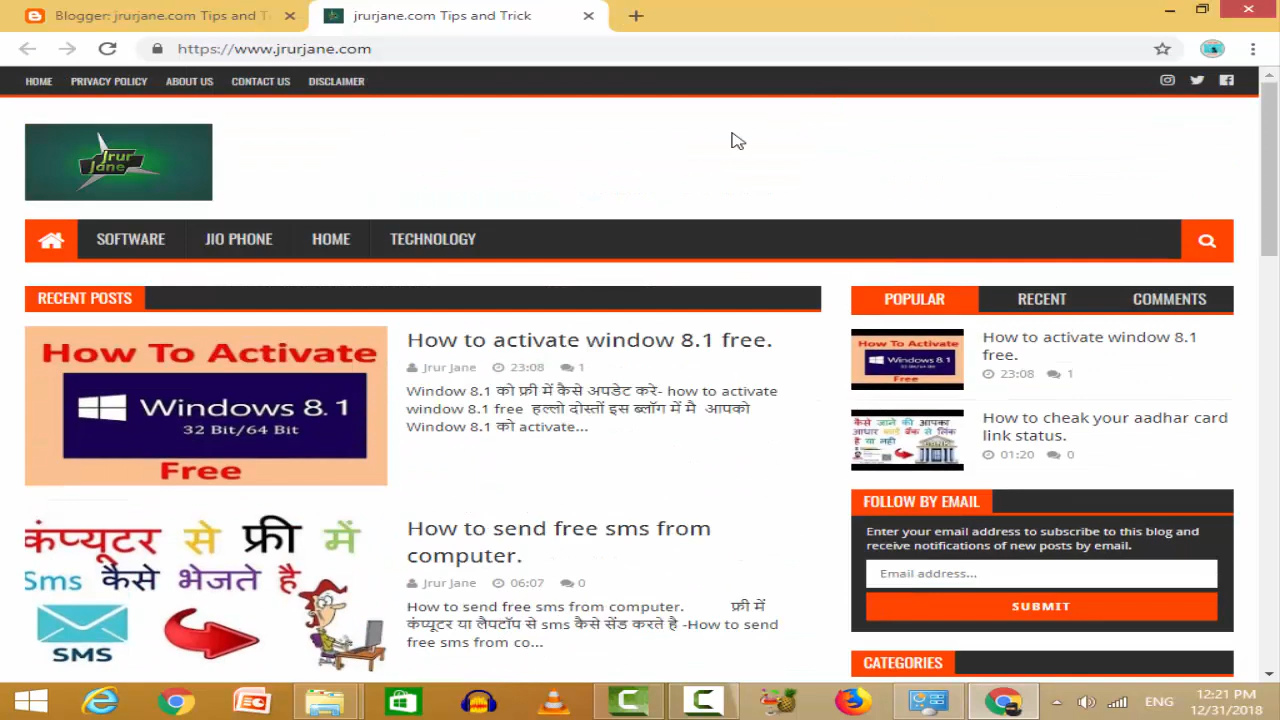 Blogger: jrurjane.com Tips and T
jrurjane.com Tips and Trick
https://www.jrurjane.com
HOME PRIVACY POLICY ABOUT US CONTACT US DISCLAIMER
Jrur
Jane
SOFTWARE JIO PHONE HOME TECHNOLOGY
RECENT POSTS
How To Activate
Windows 8.1
32 Bit/64 Bit
Free
How to activate window 8.1 free.
Jrur Jane 23:08 1
Window 8.1 को फ्री में कैसे अपडेट करे- how to activate
window 8.1 free हल्लो दोस्तों इस ब्लॉग में मै आपको
Window 8.1 को activate...
कंप्यूटर से फ्री में
Sms कैसे भेजते है
SMS
How to send free sms from
computer.
Jrur Jane 06:07 0
How to send free sms from computer. फ्री में
कंप्यूटर या लैपटॉप से sms कैसे सेंड करते है -How to send
free sms from co...
POPULAR RECENT COMMENTS
How To Activate
Windows 8.1
32 Bit/64 Bit
Free
How to activate window 8.1
free.
23:08 1
कैसे जाने की आपका
आधार कार्ड बैंक से लिंक
है या नही
How to cheak your aadhar card
link status.
01:20 0
FOLLOW BY EMAIL
Enter your email address to subscribe to this blog and
receive notifications of new posts by email.
Email address...
SUBMIT
CATEGORIES
ENG
12:21 PM
12/31/2018